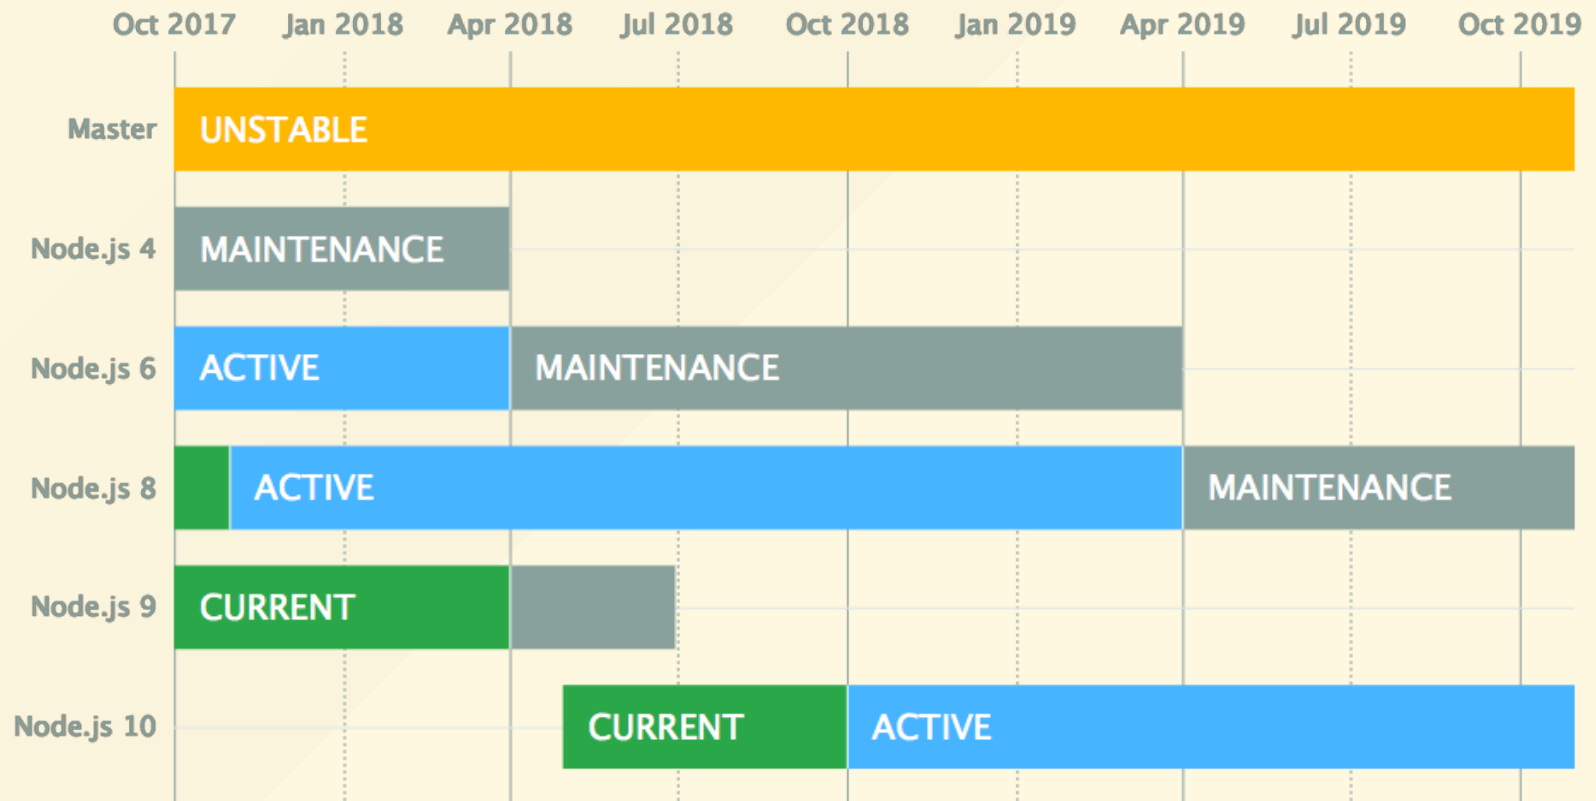 Oct 2017 Jan 2018 Apr 2018 Jul 2018 Oct 2018 Jan 2019 Apr 2019 Jul 2019 Oct 2019
Master UNSTABLE
Node.js 4 MAINTENANCE
Node.js 6 ACTIVE MAINTENANCE
Node.js 8 ACTIVE MAINTENANCE
Node.js 9 CURRENT
Node.js 10 CURRENT ACTIVE